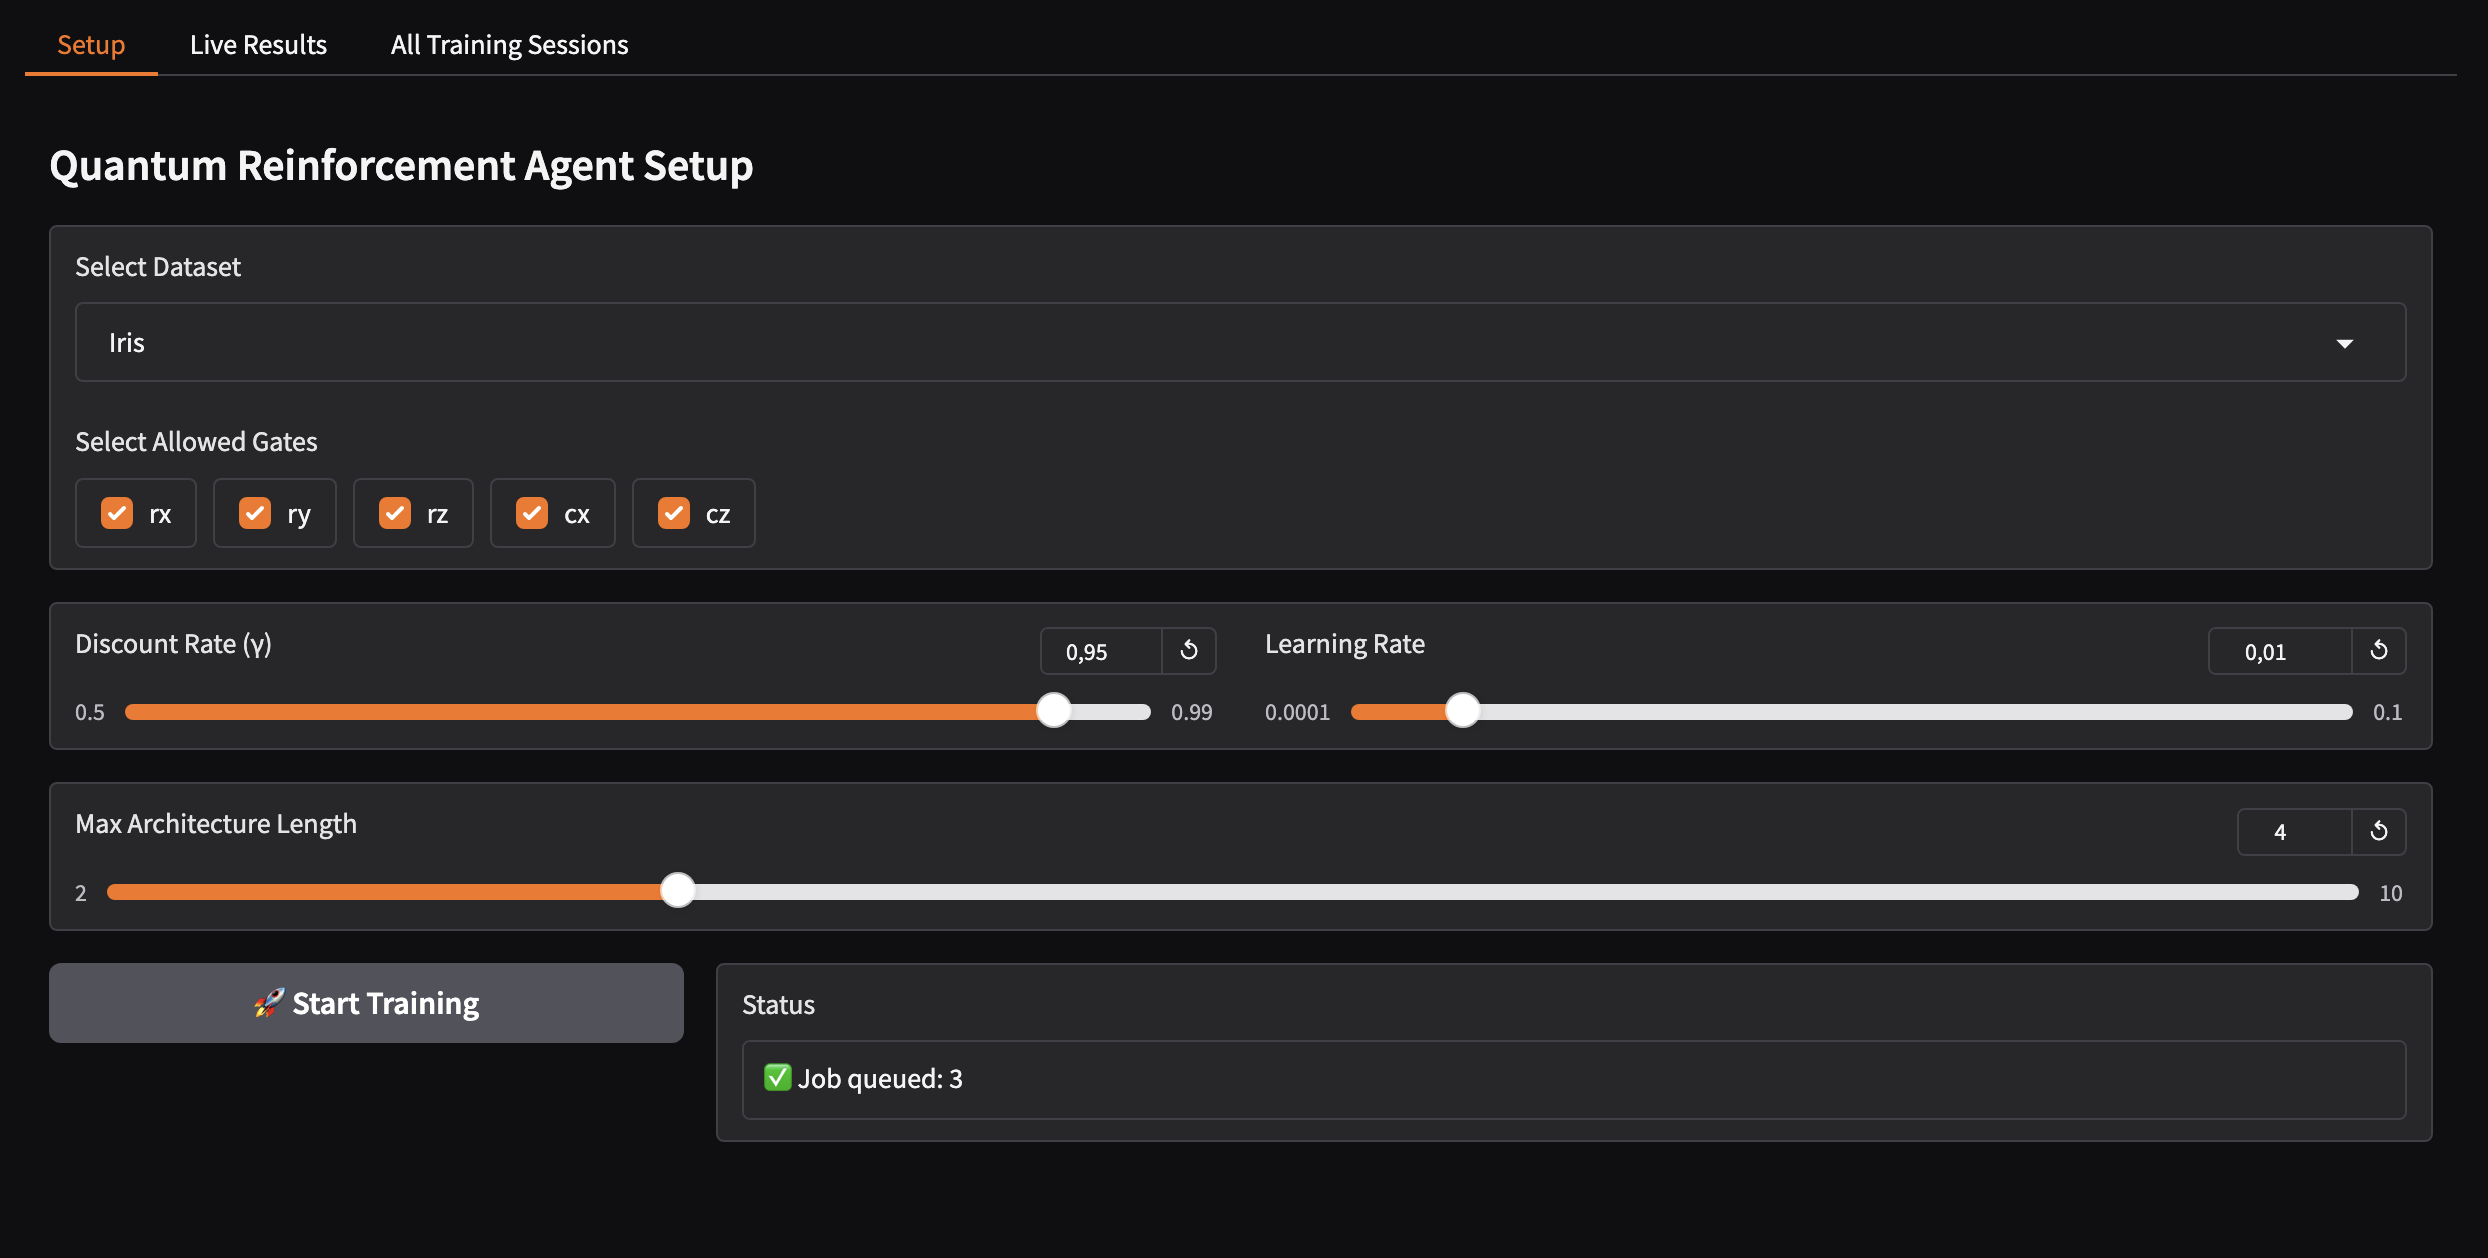 Setup Live Results All Training Sessions
Quantum Reinforcement Agent Setup
Select Dataset
Iris
Select Allowed Gates
rx ry rz cx cz
Discount Rate (γ) 0,95 Learning Rate 0,01
0.5 0.99 0.0001 0.1
Max Architecture Length 4
2 10
🚀 Start Training
Status
✅ Job queued: 3